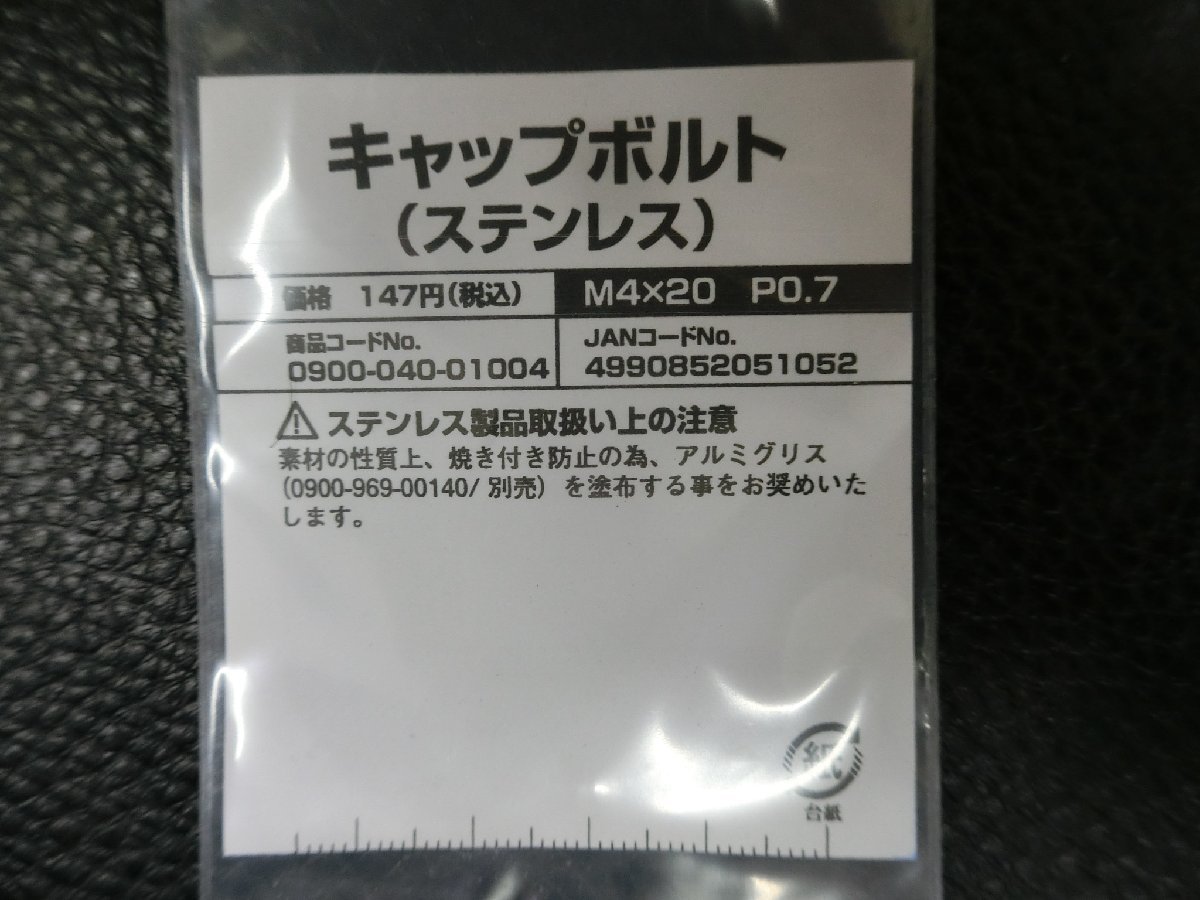 キャップボルト
(ステンレス)
価格 147円(税込)
M4×20 P0.7
商品コードNo.
0900-040-01004
JANコードNo.
4990852051052
ステンレス製品取扱い上の注意
素材の性質上、焼き付き防止の為、アルミグリス
(0900-969-00140/ 別売) を塗布する事をお奨めいた
します。
紙
台紙